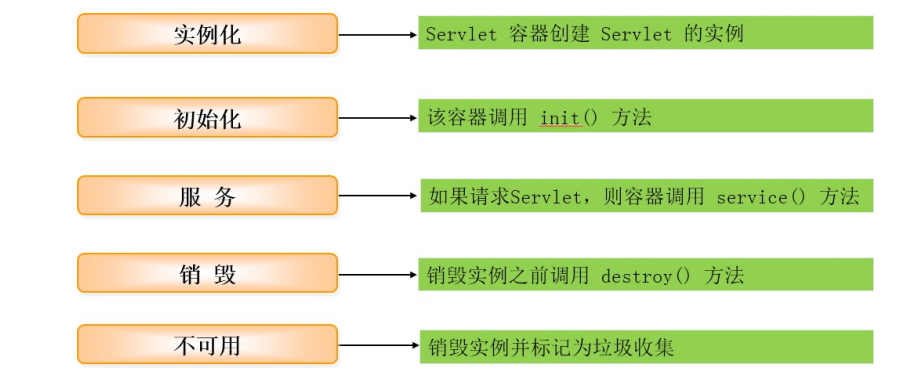 实例化
Servlet 容器创建 Servlet 的实例
初始化
该容器调用 init() 方法
服 务
如果请求Servlet，则容器调用 service() 方法
销 毁
销毁实例之前调用 destroy() 方法
不可用
销毁实例并标记为垃圾收集